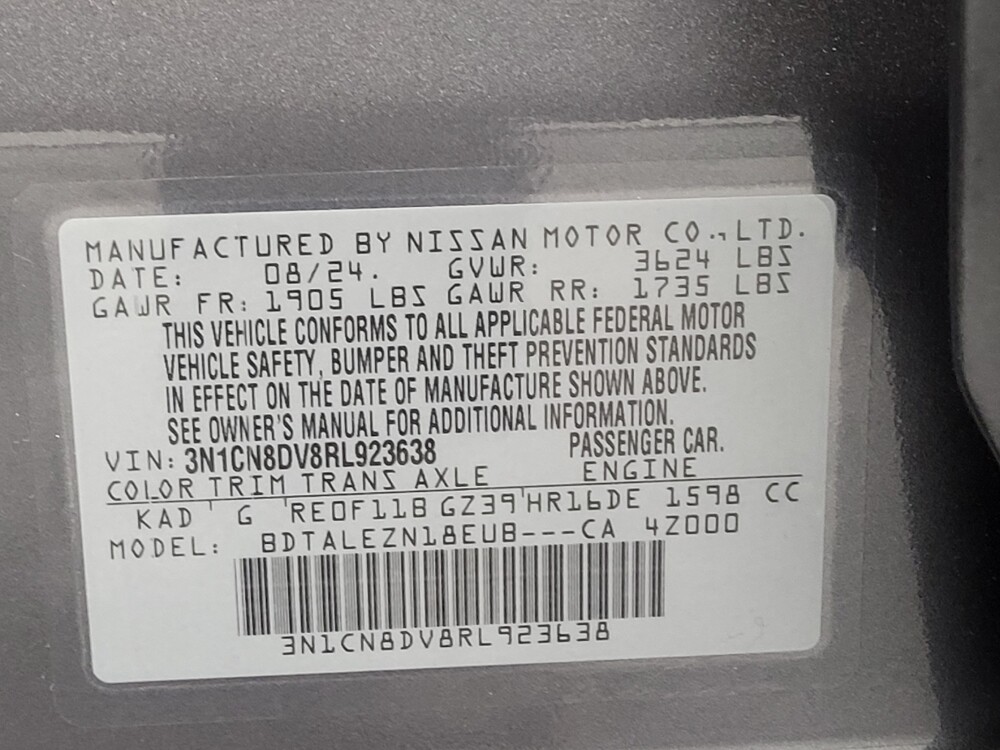 MANUFACTURED BY NISSAN MOTOR CO., LTD.
DATE: 08/24. GVWR: 3624 LBS
GAWR FR: 1905 LBS GAWR RR: 1735 LBS
THIS VEHICLE CONFORMS TO ALL APPLICABLE FEDERAL MOTOR
VEHICLE SAFETY, BUMPER AND THEFT PREVENTION STANDARDS
IN EFFECT ON THE DATE OF MANUFACTURE SHOWN ABOVE.
SEE OWNER'S MANUAL FOR ADDITIONAL INFORMATION.
VIN: 3N1CN8DV8RL923638 PASSENGER CAR.
COLOR TRIM TRANS AXLE ENGINE
KAD G RE0F11B GZ39 HR16DE 1598 CC
MODEL: BDTALEZN18EUB---CA 4Z000
3N1CN8DV8RL923638